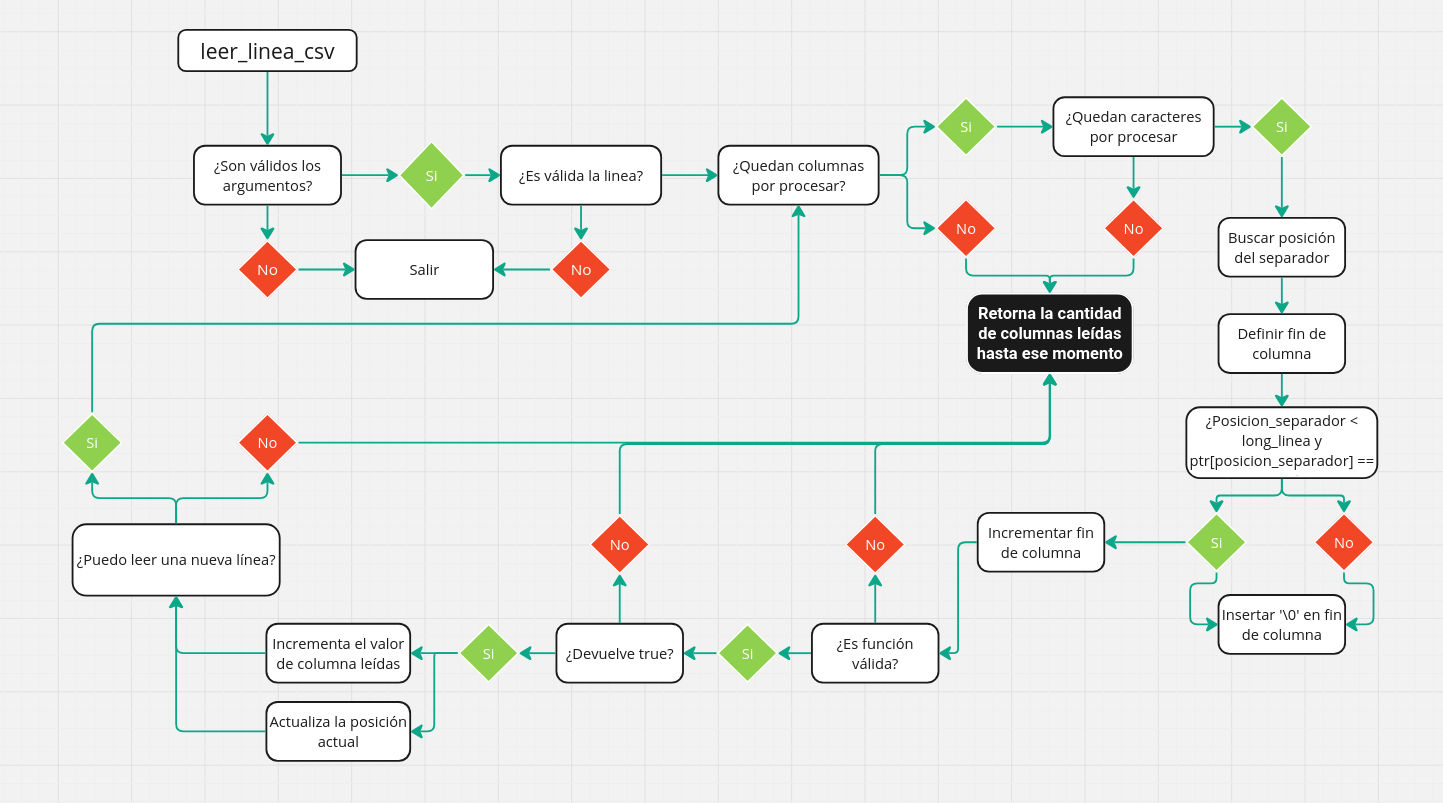 leer_linea_csv
¿Son válidos los
argumentos?
Si
¿Es válida la linea?
¿Quedan columnas
por procesar?
Si
¿Quedan caracteres
por procesar
Si
No
No
Buscar posición
del separador
No
Salir
No
Retorna la cantidad
de columnas leídas
hasta ese momento
Definir fin de
columna
¿Posicion_separador <
long_linea y
ptr[posicion_separador] ==
Si
No
¿Puedo leer una nueva línea?
No
No
Incrementar fin
de columna
Si
No
Insertar '\0' en fin
de columna
Incrementa el valor
de columna leídas
Si
¿Devuelve true?
Si
¿Es función
válida?
Actualiza la posición
actual